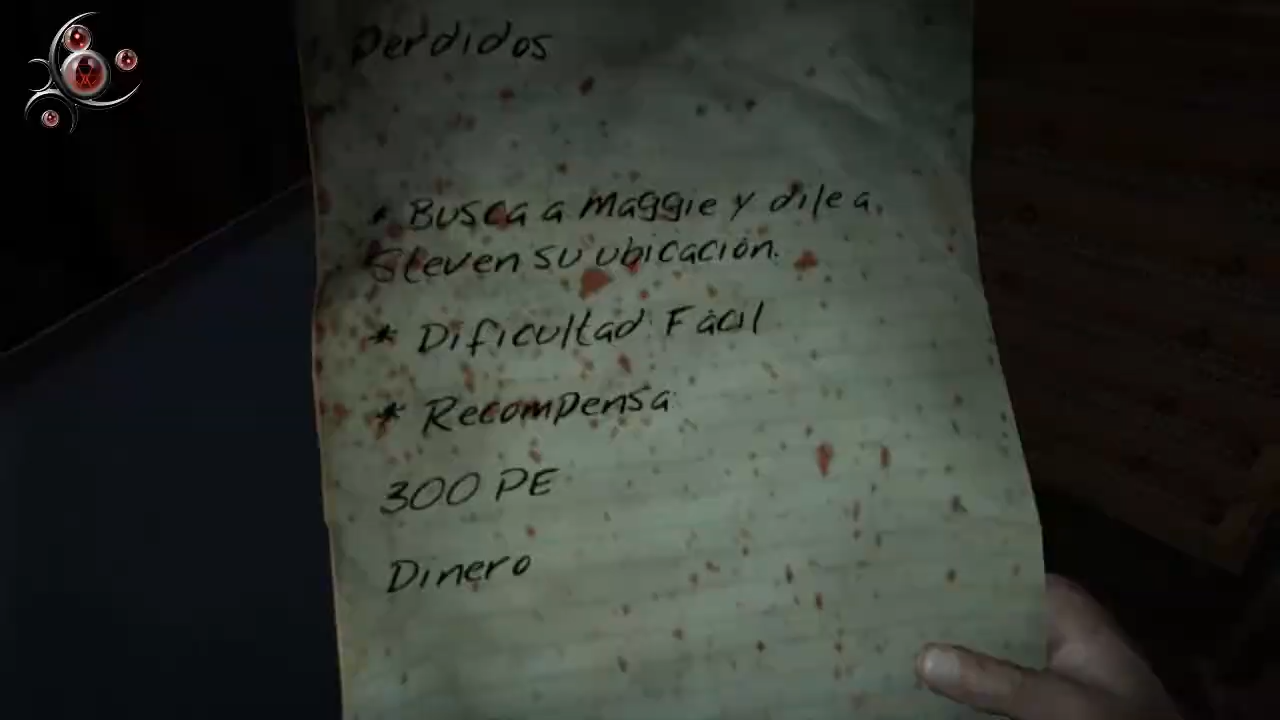 Perdidos
* Busca a Maggie y dile a
Steven su ubicación.
* Dificultad Fácil
* Recompensa
300 PE
Dinero